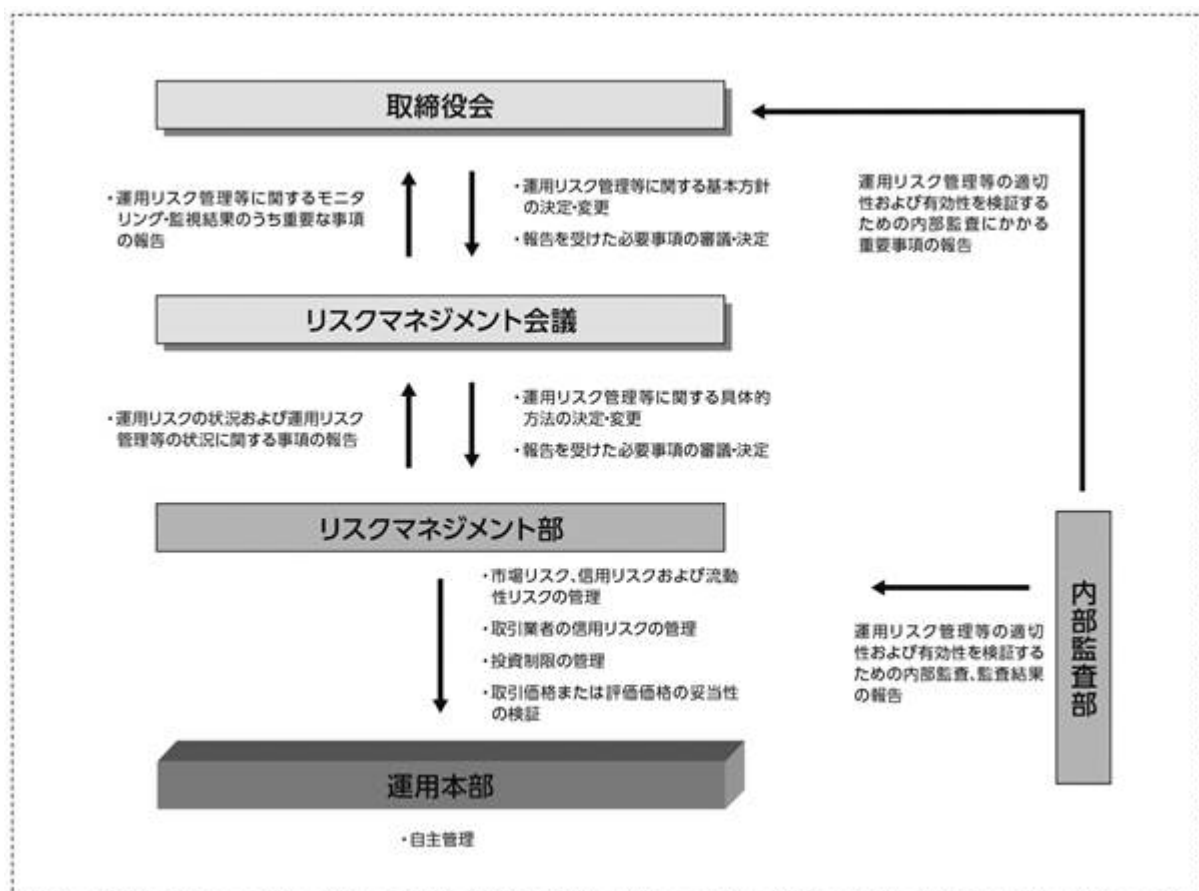 取締役会
・運用リスク管理等に関するモニタ
リング・監視結果のうち重要な事項
の報告
・運用リスク管理等に関する基本方針
の決定・変更
・報告を受けた必要事項の審議・決定
運用リスク管理等の適切
性および有効性を検証する
ための内部監査にかかる
重要事項の報告
リスクマネジメント会議
・運用リスクの状況および運用リスク
管理等の状況に関する事項の報告
・運用リスク管理等に関する具体的
方法の決定・変更
・報告を受けた必要事項の審議・決定
リスクマネジメント部
・市場リスク、信用リスクおよび流動
性リスクの管理
・取引業者の信用リスクの管理
・投資制限の管理
・取引価格または評価価格の妥当性
の検証
運用リスク管理等の適切
性および有効性を検証する
ための内部監査、監査結果
の報告
内部監査部
運用本部
・自主管理